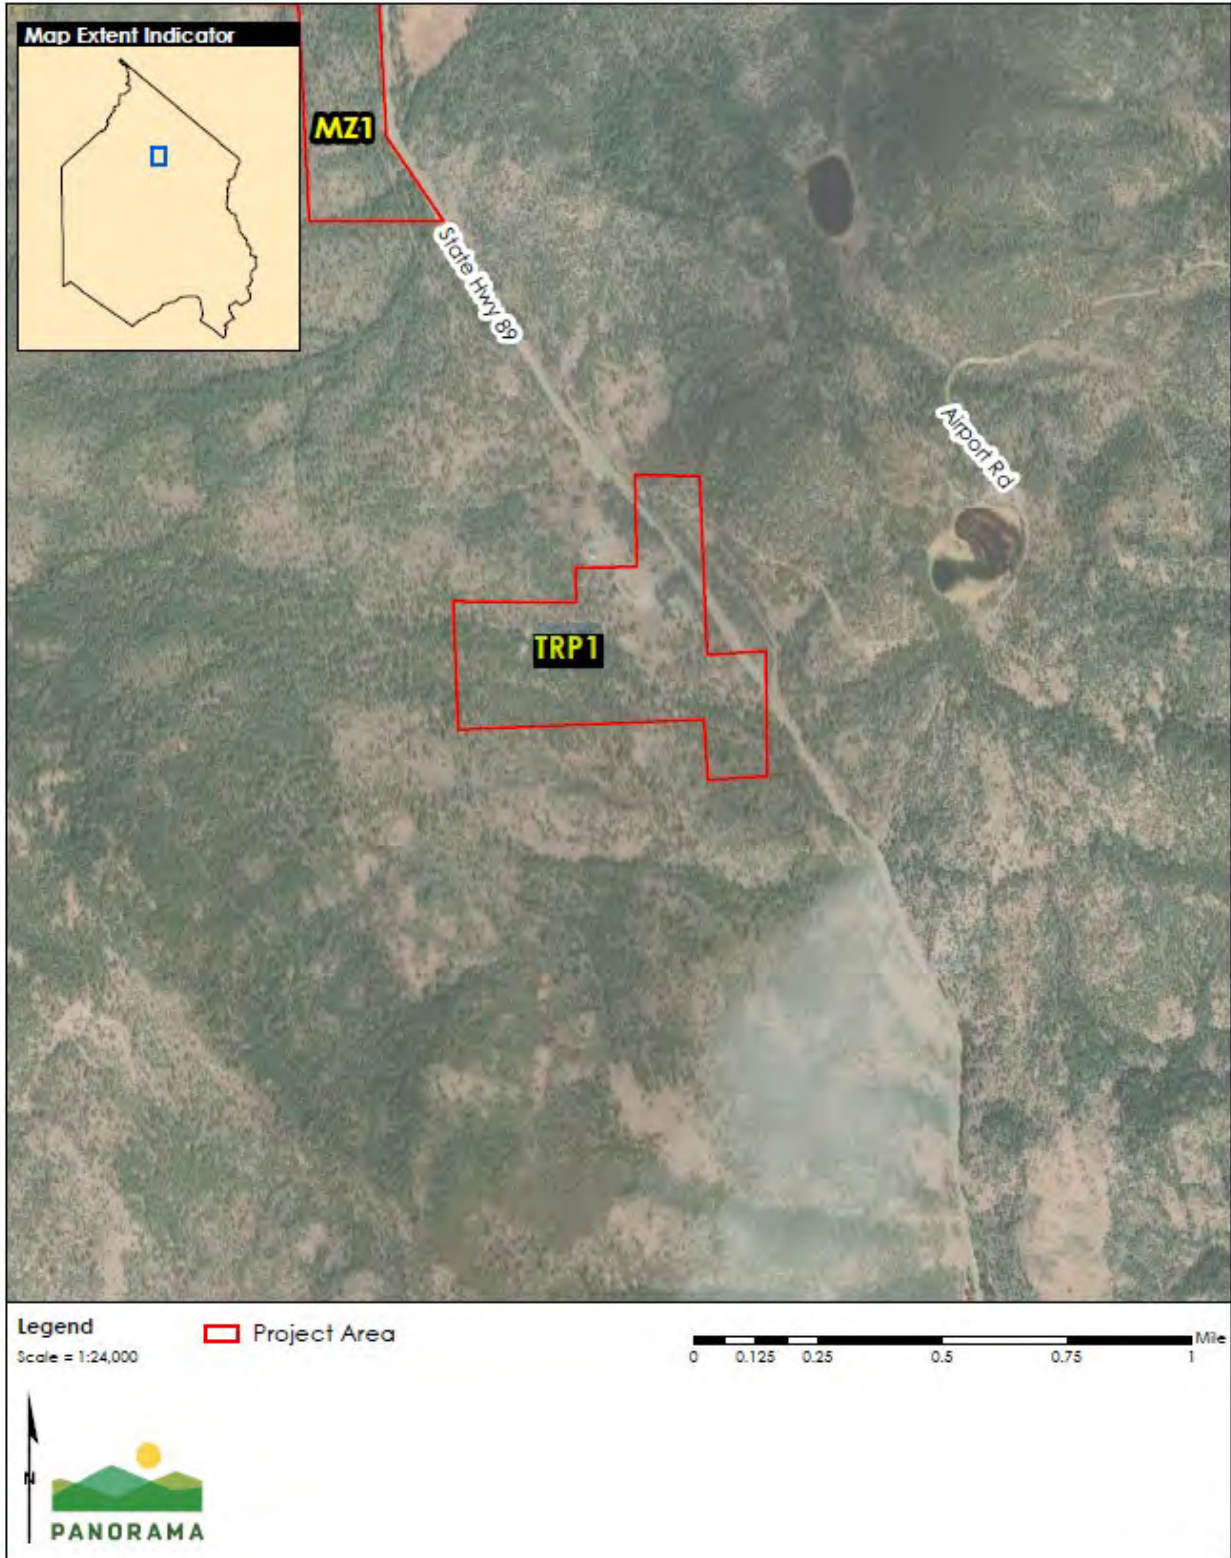 Map Extent Indicator
MZ1
State Hwy 89
Airport Rd
TRP1
Legend
Scale = 1:24,000
Project Area
Mile
0 0.125 0.25 0.5 0.75 1
N
PANORAMA